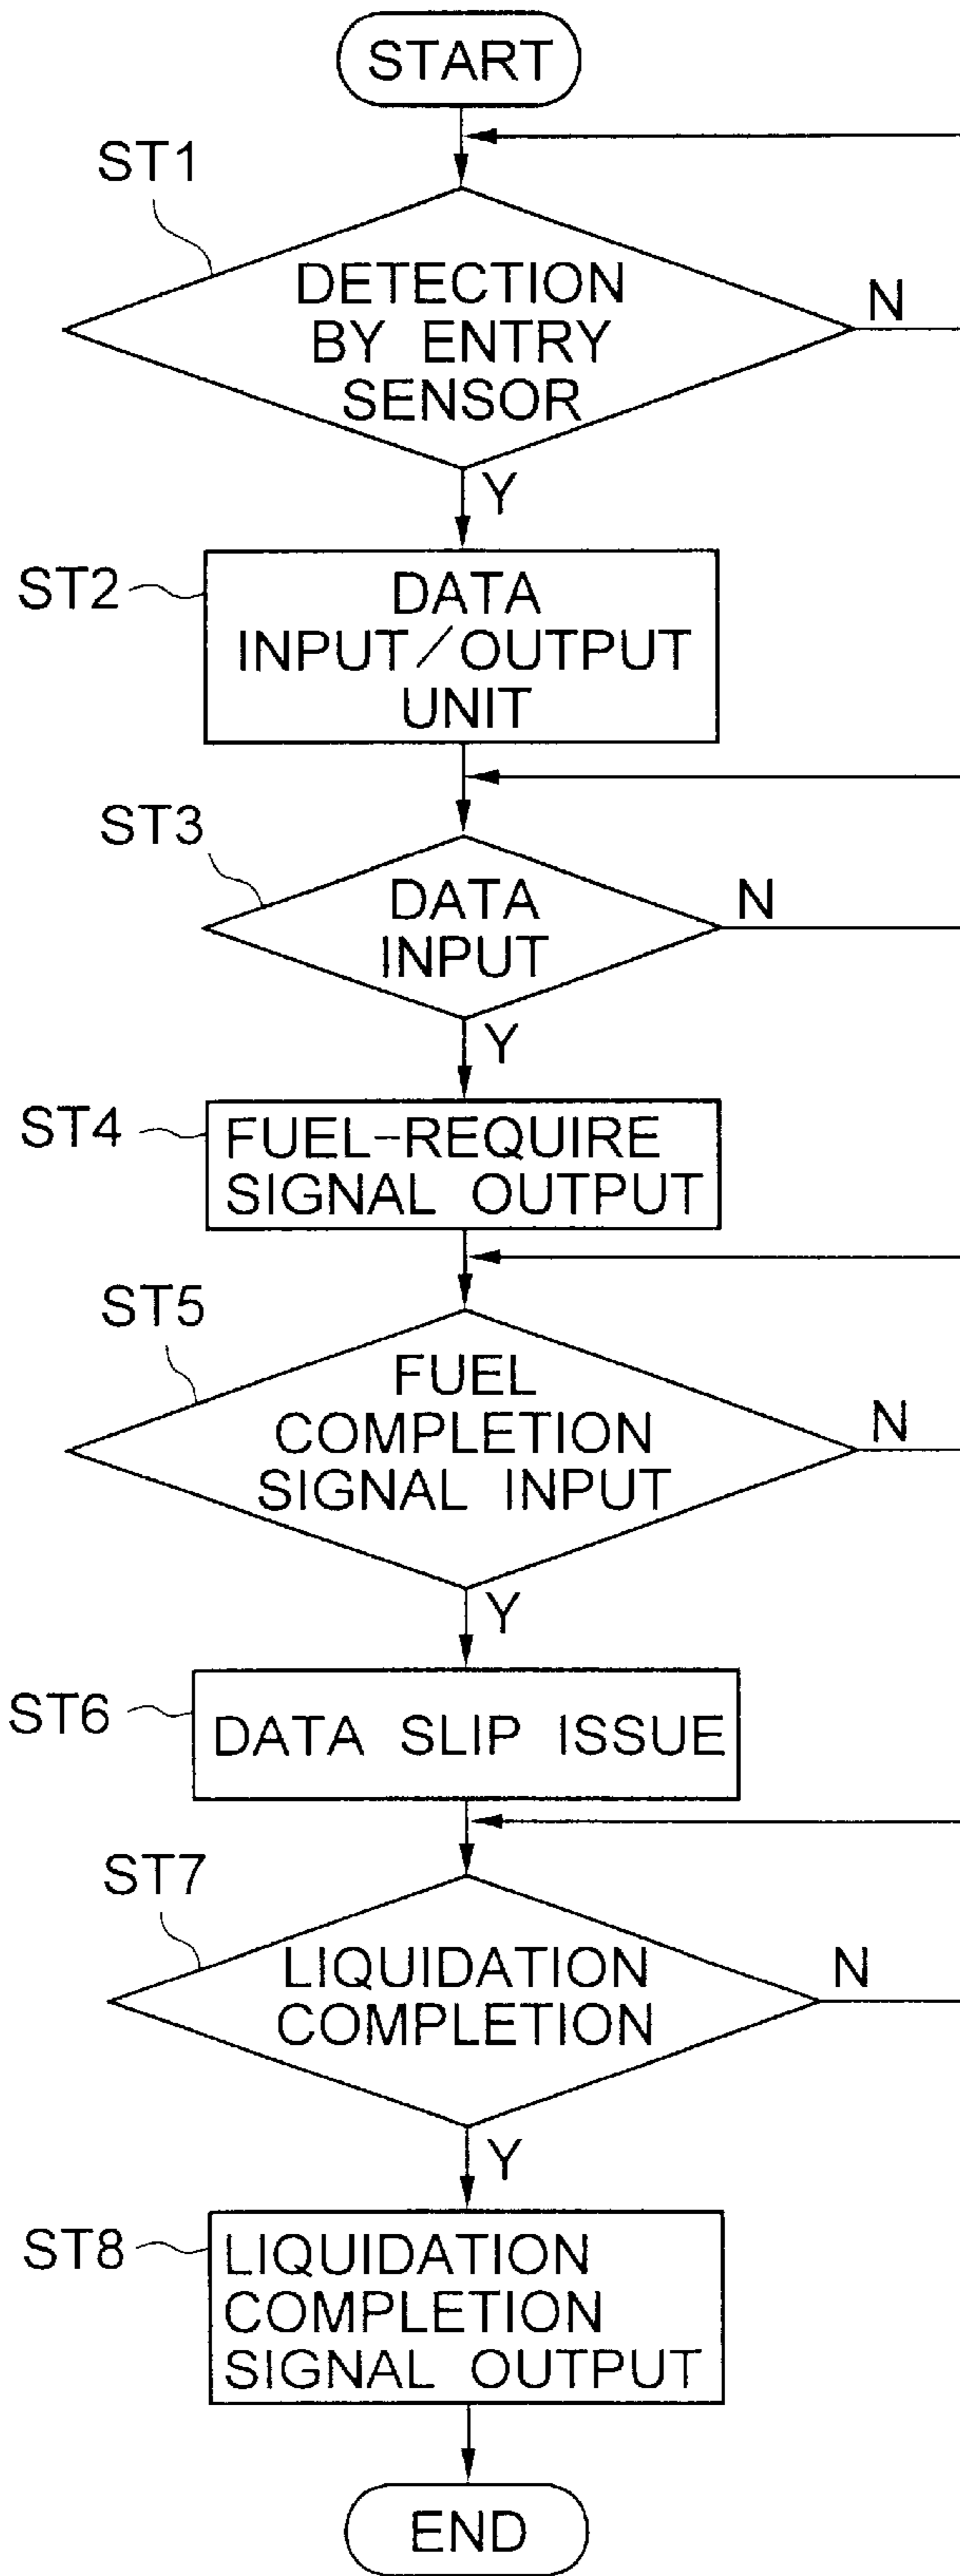 START
ST1
DETECTION
BY ENTRY
SENSOR
N
Y
ST2
DATA
INPUT/OUTPUT
UNIT
ST3
DATA
INPUT
N
Y
ST4
FUEL-REQUIRE
SIGNAL OUTPUT
ST5
FUEL
COMPLETION
SIGNAL INPUT
N
Y
ST6
DATA SLIP ISSUE
ST7
LIQUIDATION
COMPLETION
N
Y
ST8
LIQUIDATION
COMPLETION
SIGNAL OUTPUT
END